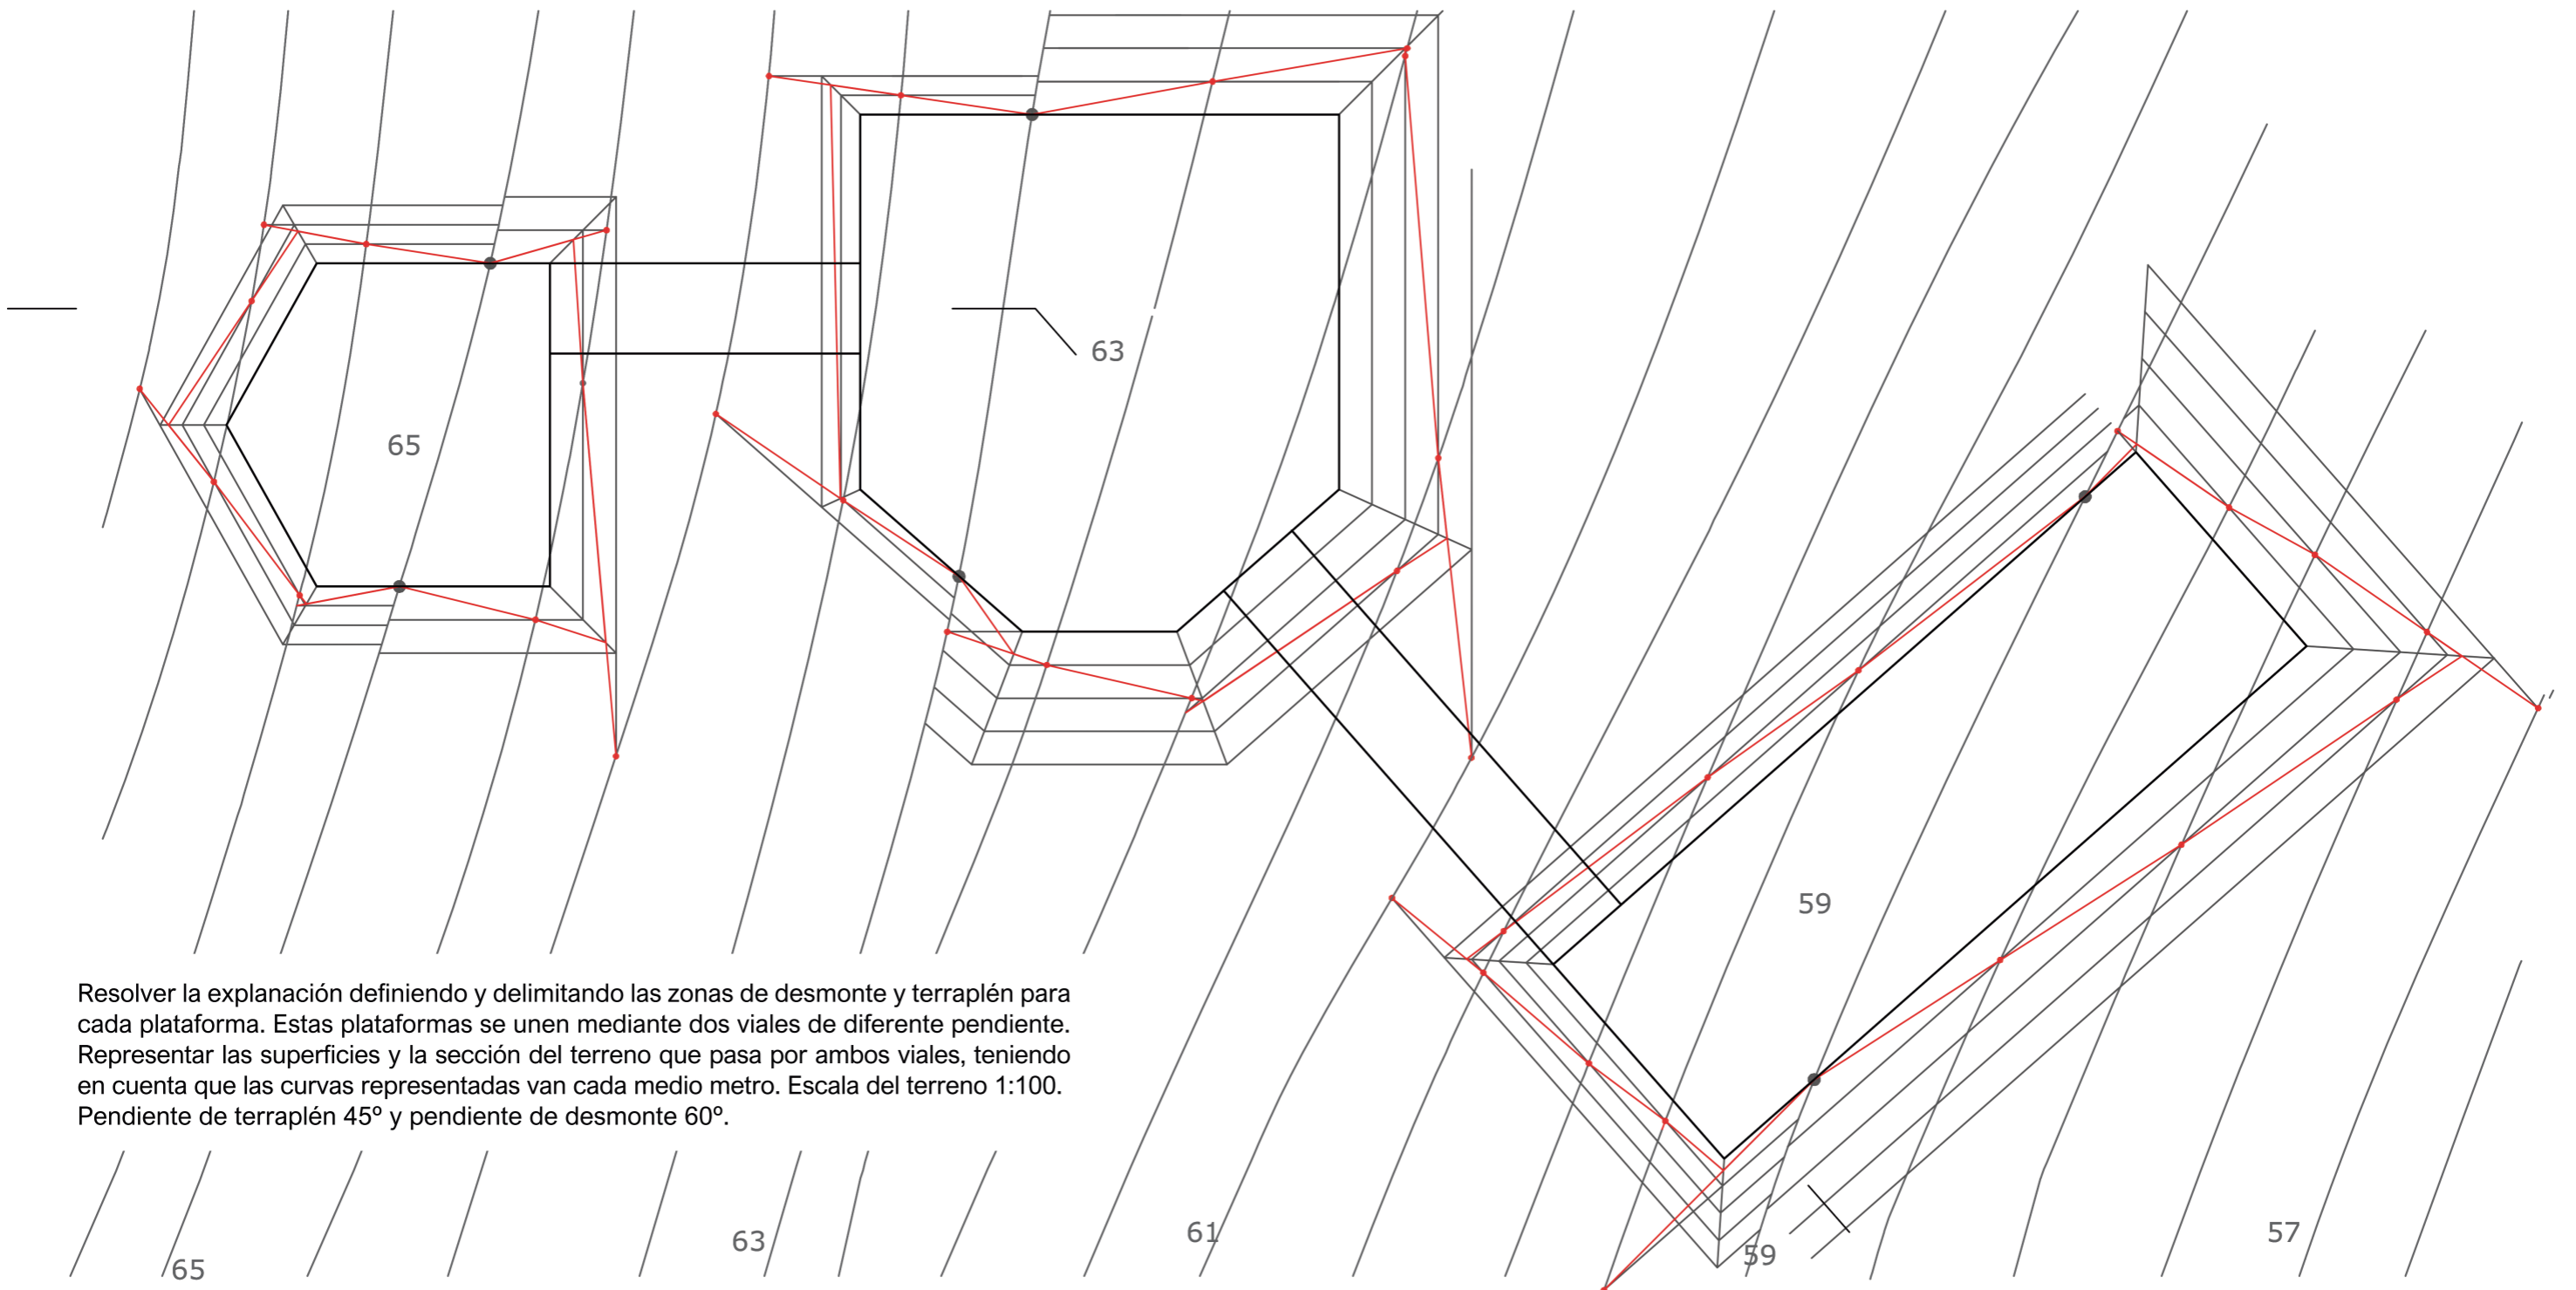 63
65
59
Resolver la explanación definiendo y delimitando las zonas de desmonte y terraplén para
cada plataforma. Estas plataformas se unen mediante dos viales de diferente pendiente.
Representar las superficies y la sección del terreno que pasa por ambos viales, teniendo
en cuenta que las curvas representadas van cada medio metro. Escala del terreno 1:100.
Pendiente de terraplén 45º y pendiente de desmonte 60º.
65
63
61
59
57